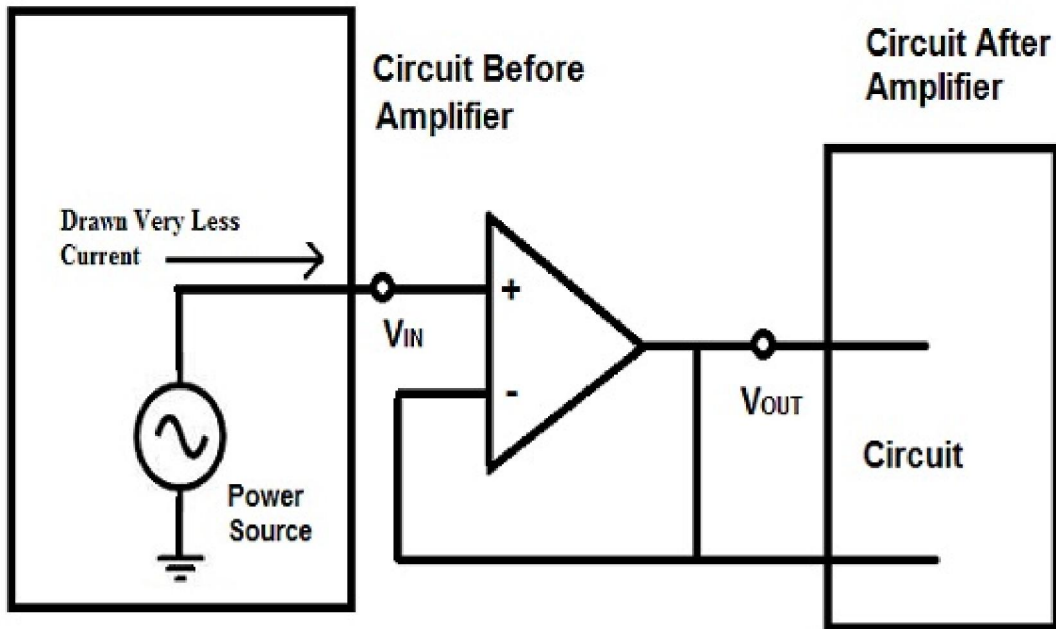 Circuit Before
Amplifier
Circuit After
Amplifier
Drawn Very Less
Current
+
VIN
-
VOUT
Circuit
Power
Source